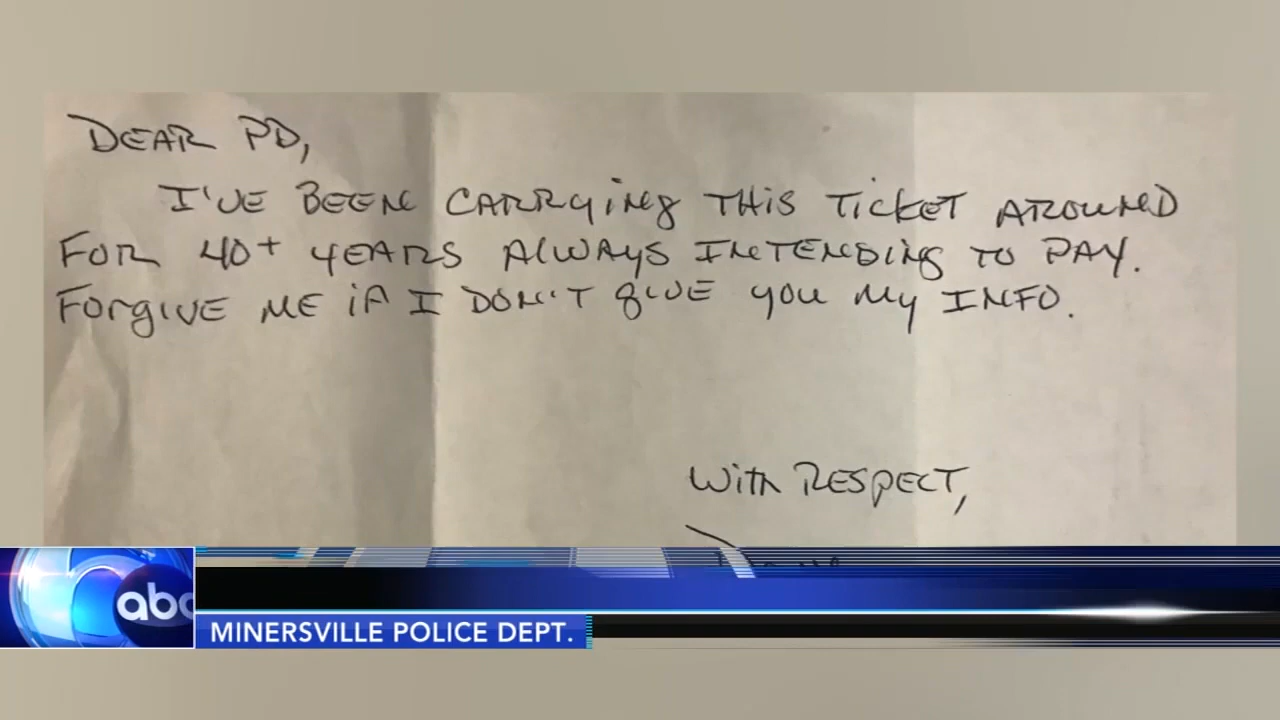 DEAR PD,
I'VE BEEN CARRYING THIS TICKET AROUND
FOR 40+ YEARS ALWAYS INTENDING TO PAY.
FORGIVE ME IF I DON'T GIVE YOU MY INFO.
WITH RESPECT,
abc
MINERSVILLE POLICE DEPT.